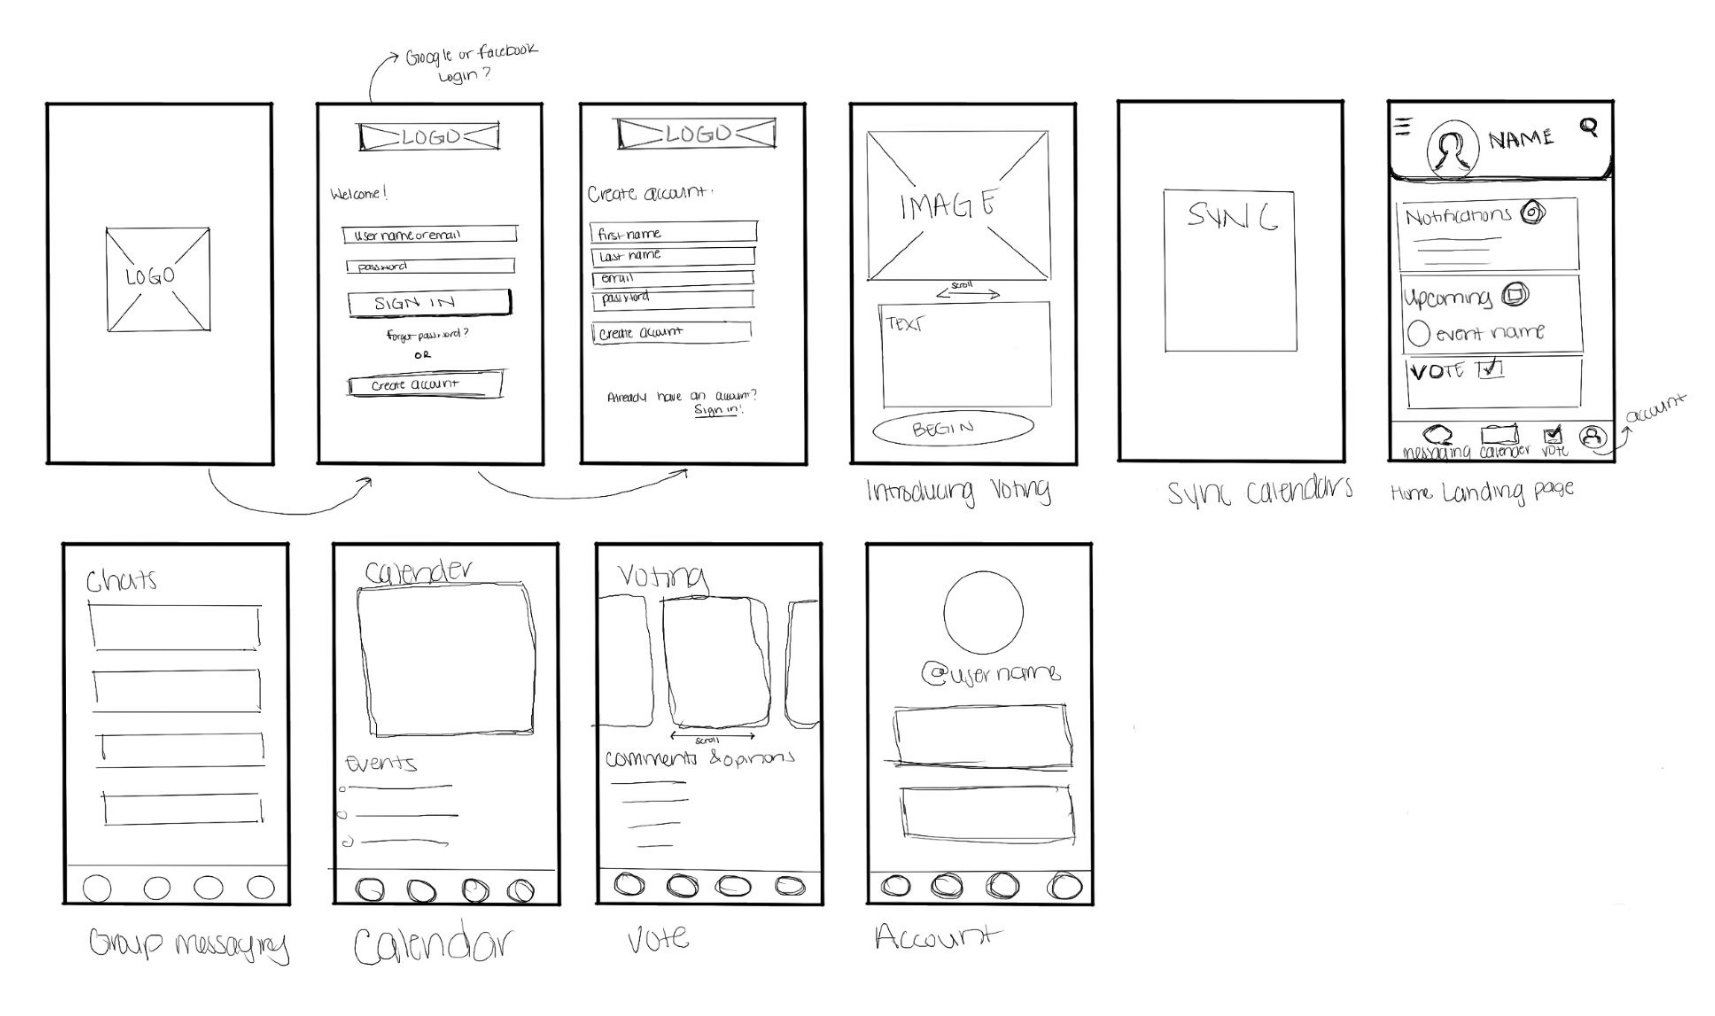 Google or facebook
Login?
LOGO
LOGO
Welcome!
username or email
password
SIGN IN
forgot password?
OR
Create account
LOGO
Create account:
first name
Last name
email
password
Create account
Already have an account?
Sign in!
IMAGE
scroll
TEXT
BEGIN
Introducing Voting
SYNC
Sync calendars
NAME
Notifications
Upcoming
event name
VOTE
messaging calender vote
account
Home Landing page
Chats
Group messaging
Calender
Events
Calendar
Voting
scroll
comments & opinions
Vote
@username
Account